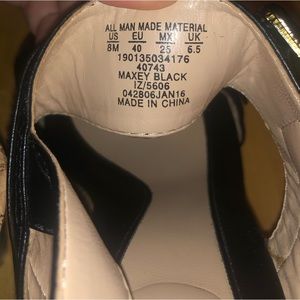 ALL MAN MADE MATERIAL
US EU MX UK
8M 40 25 6.5
190135034176
40743
MAXEY BLACK
IZ/5606
042806JAN16
MADE IN CHINA